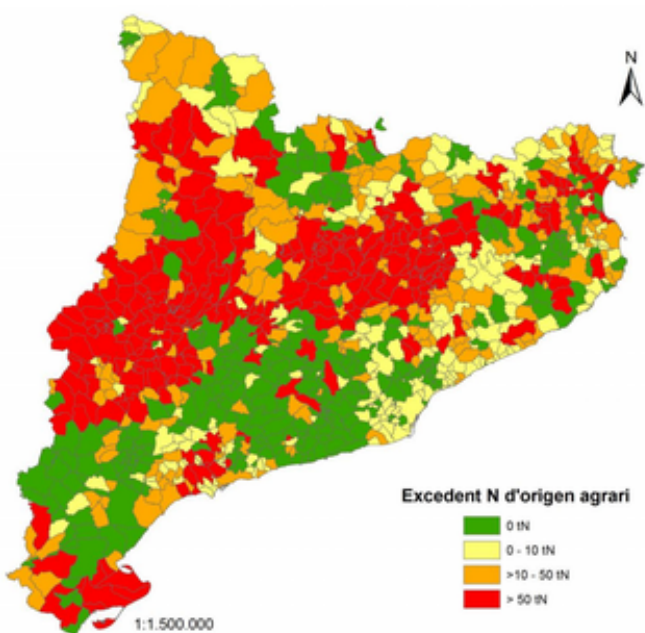 N
Excedent N d'origen agrari
0 tN
0 - 10 tN
>10 - 50 tN
> 50 tN
1:1.500.000